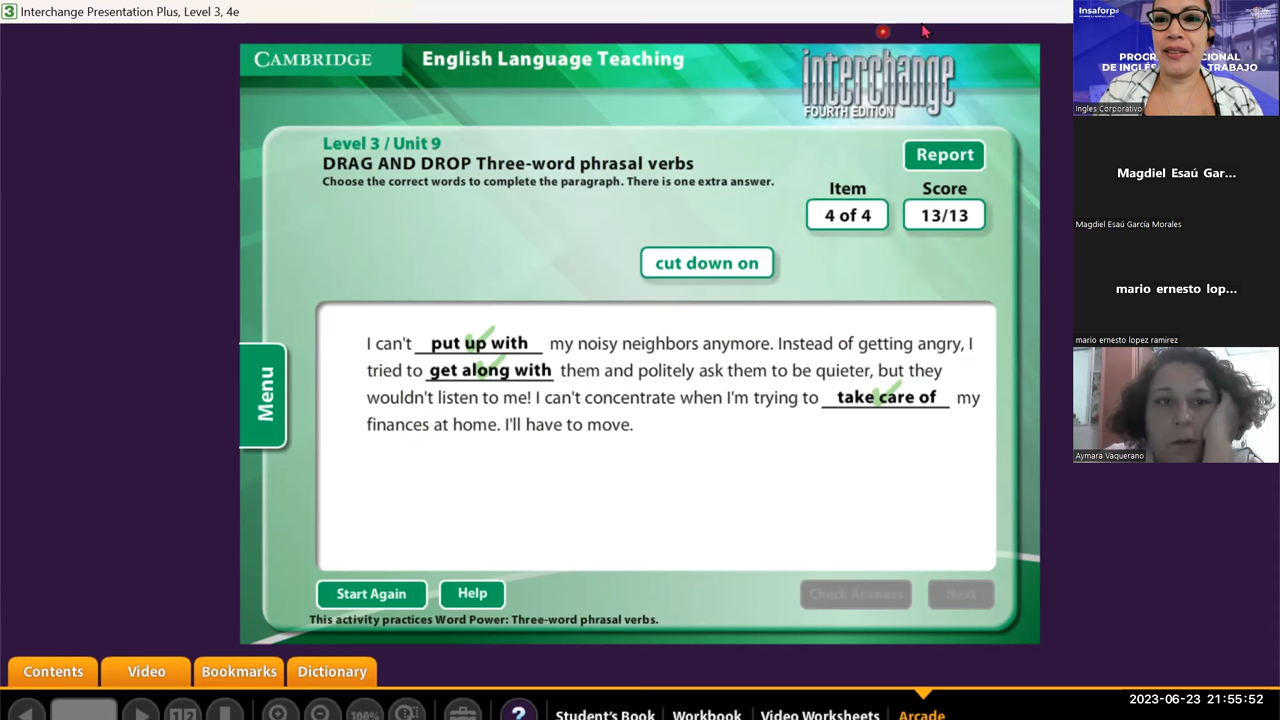 Interchange Presentation Plus, Level 3, 4e
CAMBRIDGE
English Language Teaching
interchange
FOURTH EDITION
Level 3 / Unit 9
DRAG AND DROP Three-word phrasal verbs
Choose the correct words to complete the paragraph. There is one extra answer.
Report
Item
Score
4 of 4
13/13
cut down on
I can't put up with my noisy neighbors anymore. Instead of getting angry, I
tried to get along with them and politely ask them to be quieter, but they
wouldn't listen to me! I can't concentrate when I'm trying to take care of my
finances at home. I'll have to move.
Menu
Start Again
Help
Check Answers
Next
This activity practices Word Power: Three-word phrasal verbs.
Contents
Video
Bookmarks
Dictionary
100%
?
Student's Book
Workbook
Video Worksheets
Arcade
Insaforp
Ingles Corporativo
Magdiel Esaú Gar...
Magdiel Esaú García Morales
mario ernesto lop...
mario ernesto lopez ramirez
Aymara Vaquerano
2023-06-23 21:55:52